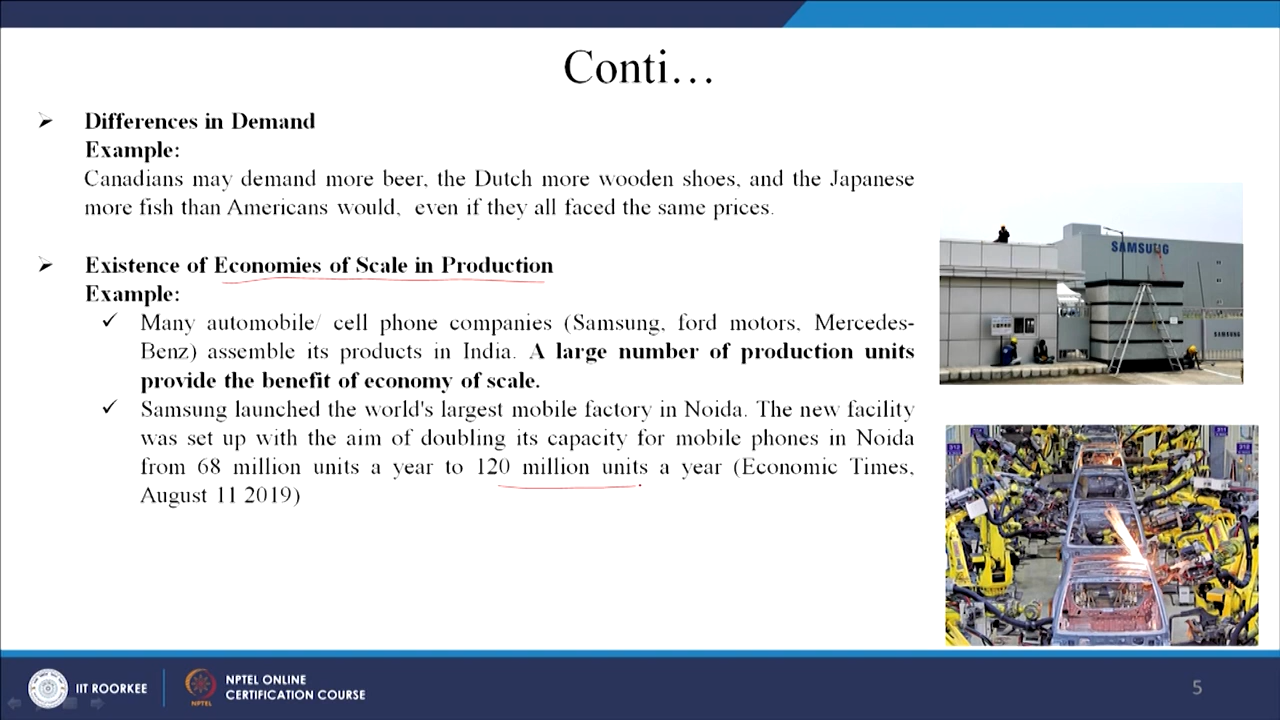 Conti…
➢ Differences in Demand
Example:
Canadians may demand more beer, the Dutch more wooden shoes, and the Japanese
more fish than Americans would, even if they all faced the same prices.
➢ Existence of Economies of Scale in Production
Example:
✓ Many automobile/ cell phone companies (Samsung, ford motors, Mercedes-
Benz) assemble its products in India. A large number of production units
provide the benefit of economy of scale.
✓ Samsung launched the world's largest mobile factory in Noida. The new facility
was set up with the aim of doubling its capacity for mobile phones in Noida
from 68 million units a year to 120 million units a year (Economic Times,
August 11 2019)
SAMSUNG
SAMSUNG
IIT ROORKEE
NPTEL
NPTEL ONLINE
CERTIFICATION COURSE
5